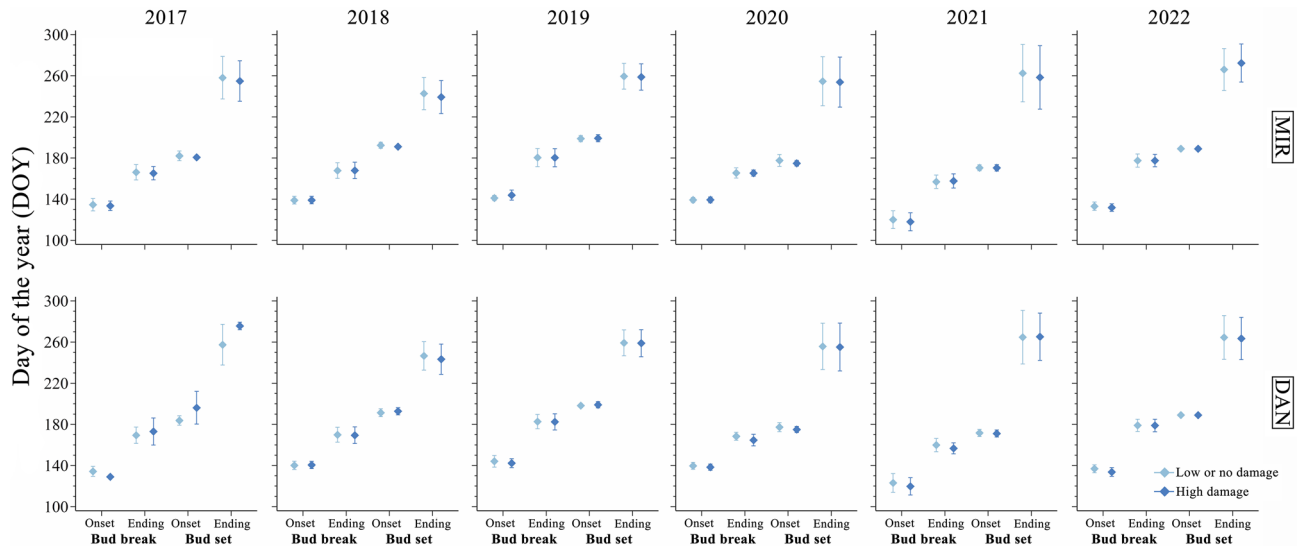 2017 2018 2019 2020 2021 2022
Day of the year (DOY)
300
260
220
180
140
100
MIR
300
260
220
180
140
100
DAN
Low or no damage
High damage
Onset Ending Onset Ending Onset Ending Onset Ending Onset Ending Onset Ending Onset Ending Onset Ending Onset Ending Onset Ending Onset Ending Onset Ending
Bud break Bud set Bud break Bud set Bud break Bud set Bud break Bud set Bud break Bud set Bud break Bud set